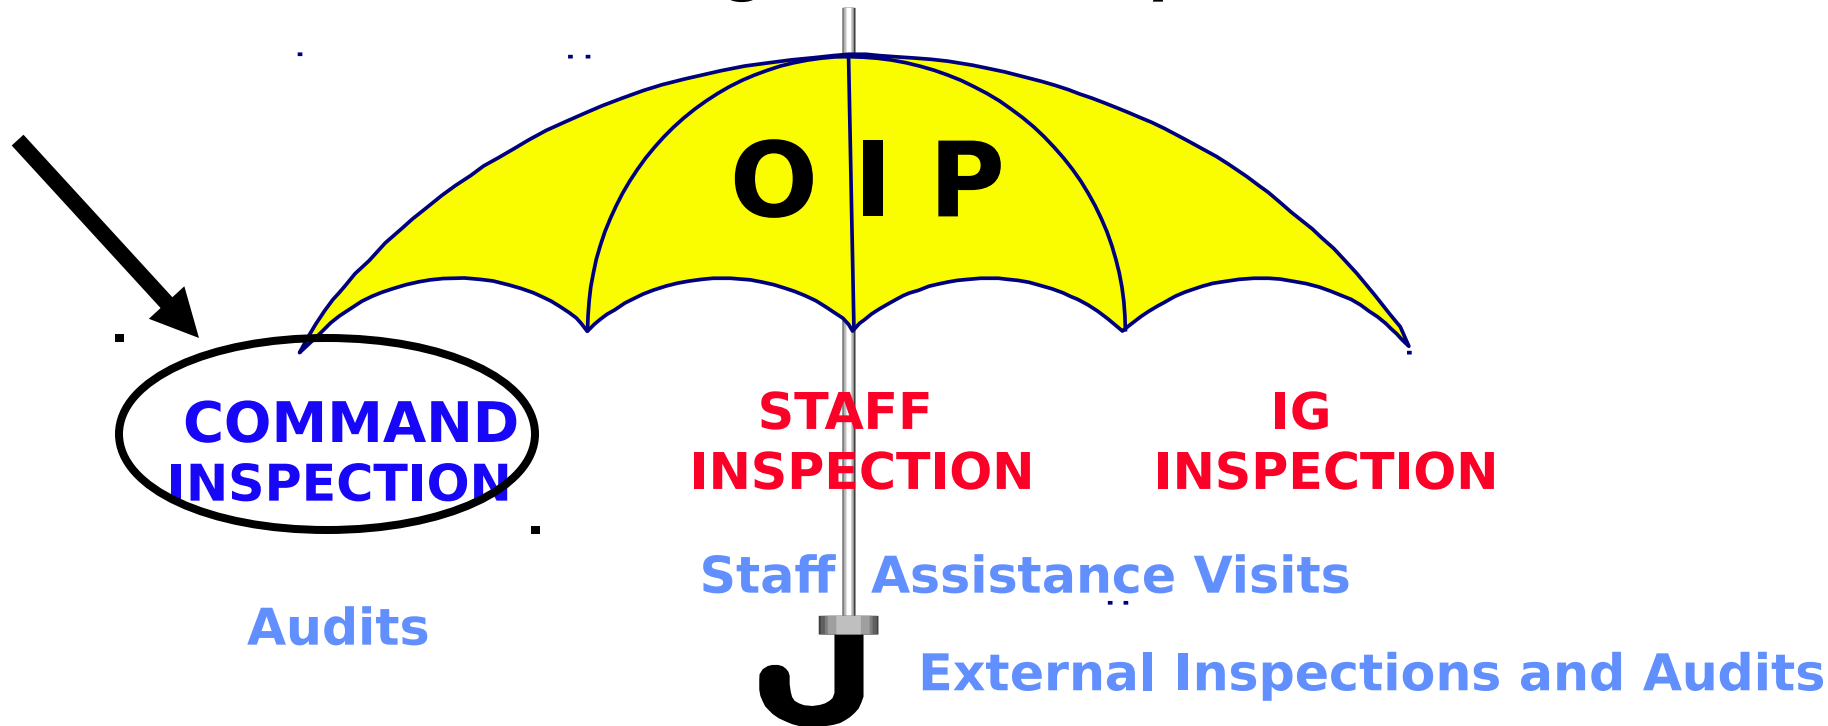 O I P
COMMAND
INSPECTION
STAFF
INSPECTION
IG
INSPECTION
Staff Assistance Visits
Audits
External Inspections and Audits